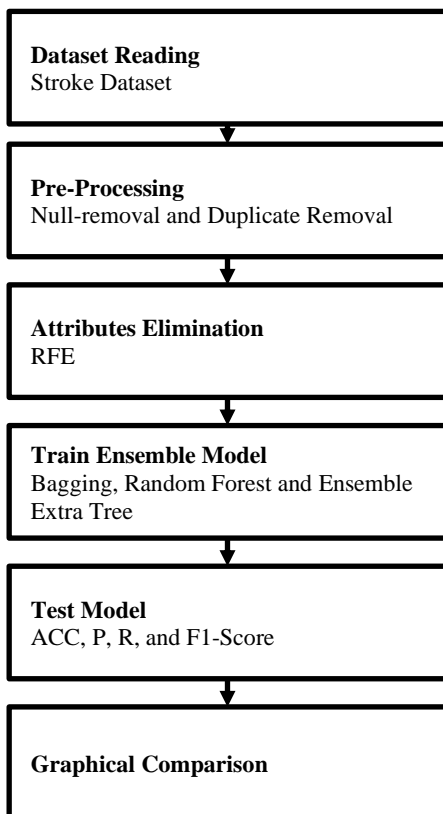 Dataset Reading
Stroke Dataset
Pre-Processing
Null-removal and Duplicate Removal
Attributes Elimination
RFE
Train Ensemble Model
Bagging, Random Forest and Ensemble
Extra Tree
Test Model
ACC, P, R, and F1-Score
Graphical Comparison